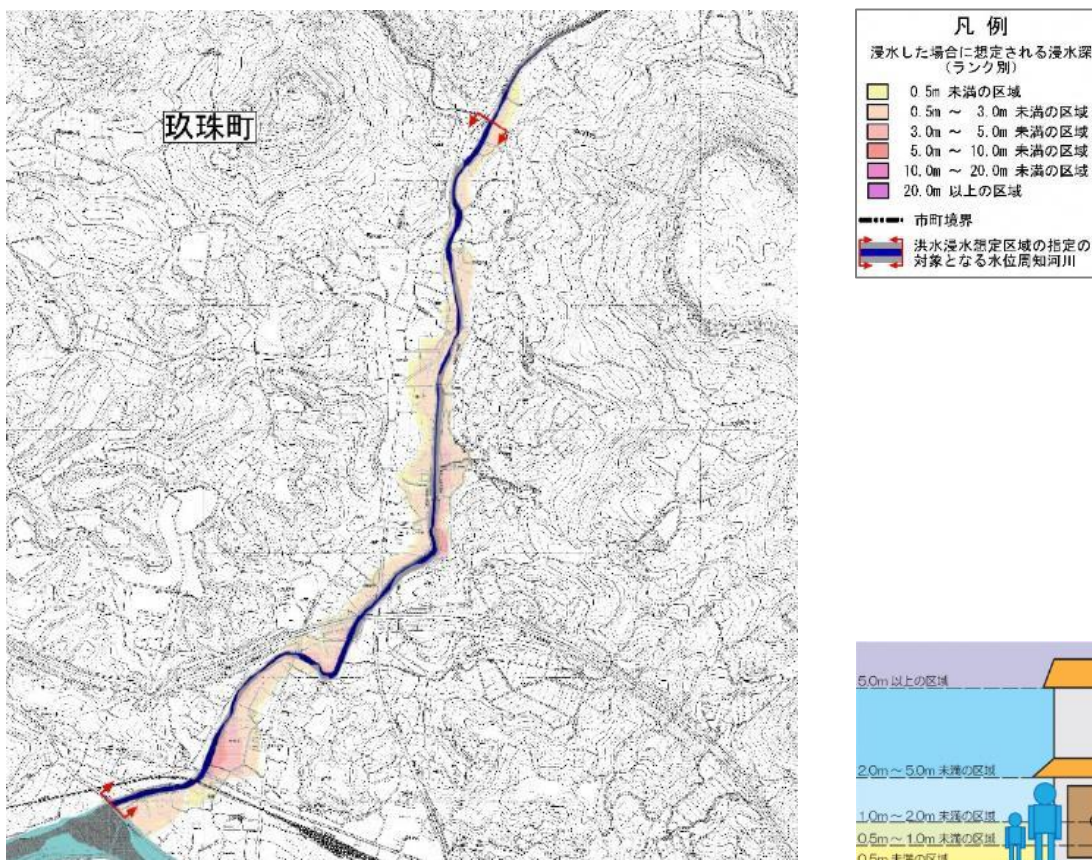 玖珠町
凡 例
浸水した場合に想定される浸水深
(ランク別)
0.5m 未満の区域
0.5m ～ 3.0m 未満の区域
3.0m ～ 5.0m 未満の区域
5.0m ～ 10.0m 未満の区域
10.0m ～ 20.0m 未満の区域
20.0m 以上の区域
市町境界
洪水浸水想定区域の指定の
対象となる水位周知河川
5.0m 以上の区域
2.0m～5.0m 未満の区域
1.0m～2.0m 未満の区域
0.5m～1.0m 未満の区域
0.5m 未満の区域